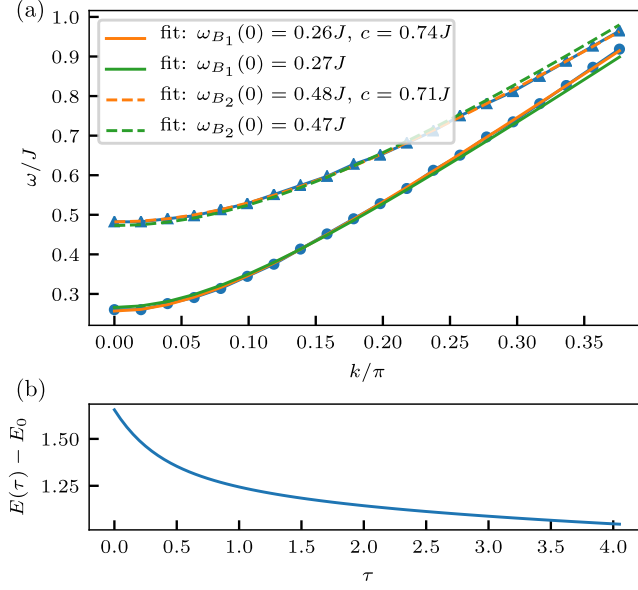 (a)
1.0
0.9
0.8
0.7
0.6
0.5
0.4
0.3
ω/J
fit: ω_{B_1}(0) = 0.26J, c = 0.74J
fit: ω_{B_1}(0) = 0.27J
fit: ω_{B_2}(0) = 0.48J, c = 0.71J
fit: ω_{B_2}(0) = 0.47J
0.00 0.05 0.10 0.15 0.20 0.25 0.30 0.35
k/π
(b)
1.50
1.25
E(τ) − E_0
0.0 0.5 1.0 1.5 2.0 2.5 3.0 3.5 4.0
τ